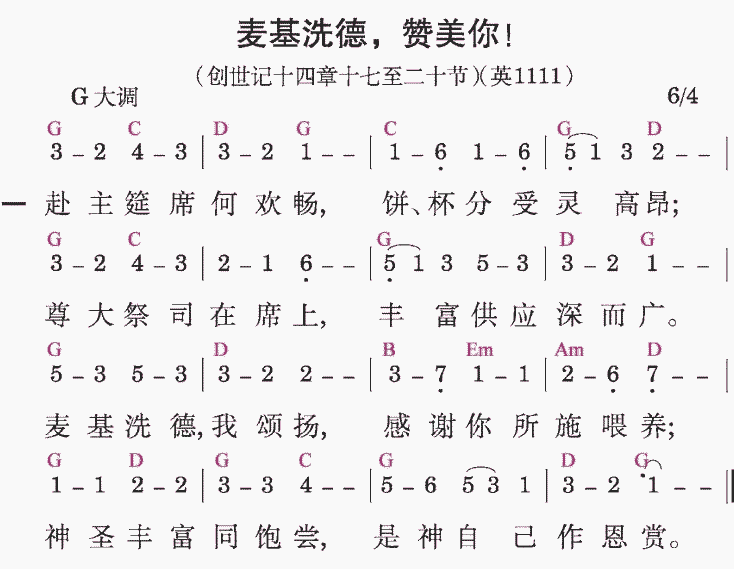 麦基洗德，赞美你！
（创世记十四章十七至二十节）（英1111）
G 大调 6/4
G C D G C G D
3 – 2 4 – 3 | 3 – 2 1 – – | 1 – 6 1 – 6 | 5 1 3 2 – – |
一 赴主筵席何欢畅, 饼、杯分受灵高昂;
G C G D G
3 – 2 4 – 3 | 2 – 1 6 – – | 5 1 3 5 – 3 | 3 – 2 1 – – |
尊大祭司在席上, 丰富供应深而广。
G D B Em Am D
5 – 3 5 – 3 | 3 – 2 2 – – | 3 – 7 1 – 1 | 2 – 6 7 – – |
麦基洗德,我颂扬, 感谢你所施喂养;
G D G C G D G
1 – 1 2 – 2 | 3 – 3 4 – – | 5 – 6 5 3 1 | 3 – 2 1 – – ‖
神圣丰富同饱尝, 是神自己作恩赏。